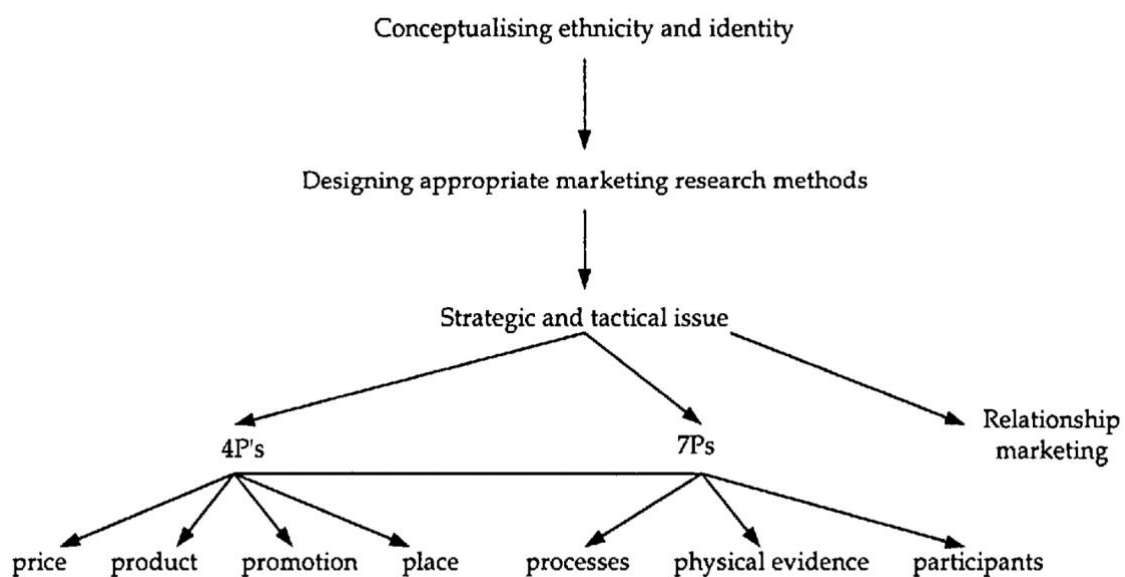 Conceptualising ethnicity and identity
Designing appropriate marketing research methods
Strategic and tactical issue
4P's
7Ps
Relationship
marketing
price product promotion place processes physical evidence participants